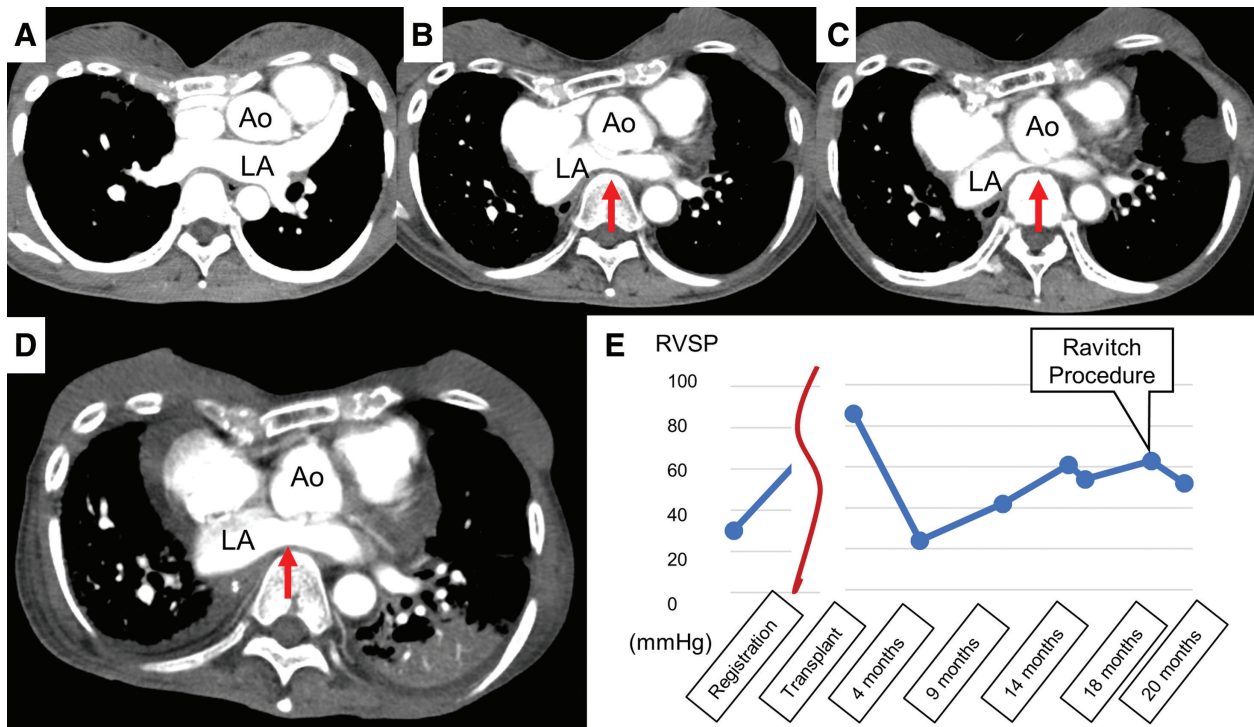 A
Ao
LA
B
Ao
LA
C
Ao
LA
D
Ao
LA
E
RVSP
100
80
60
40
20
0
(mmHg)
Ravitch
Procedure
Registration
Transplant
4 months
9 months
14 months
18 months
20 months